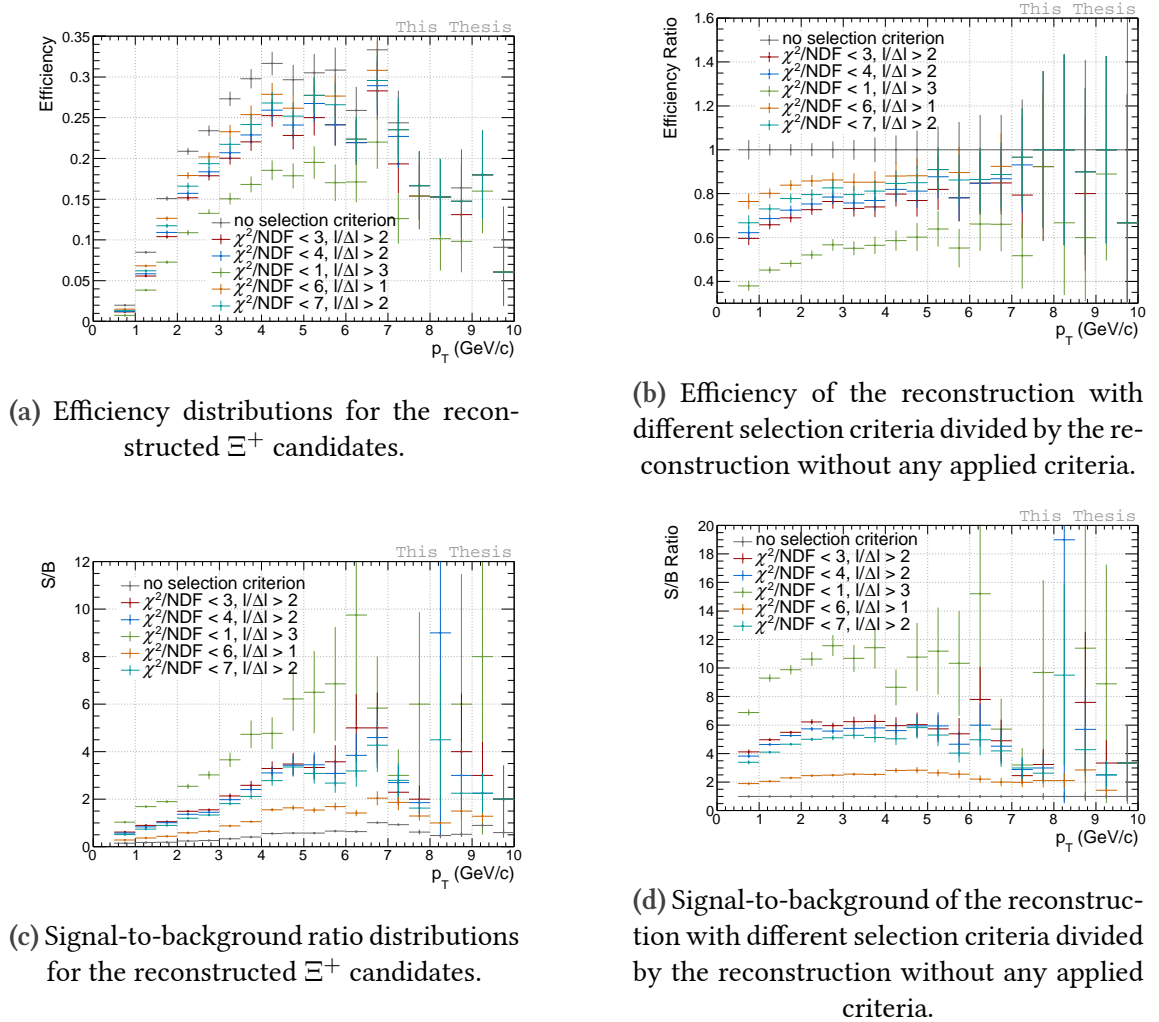 This Thesis
Efficiency
0.35
0.3
0.25
0.2
0.15
0.1
0.05
0 1 2 3 4 5 6 7 8 9 10
p_T (GeV/c)
no selection criterion
χ²/NDF < 3, l/Δl > 2
χ²/NDF < 4, l/Δl > 2
χ²/NDF < 1, l/Δl > 3
χ²/NDF < 6, l/Δl > 1
χ²/NDF < 7, l/Δl > 2
(a) Efficiency distributions for the recon-
structed Ξ⁺ candidates.
This Thesis
Efficiency Ratio
1.6
1.4
1.2
1
0.8
0.6
0.4
0 1 2 3 4 5 6 7 8 9 10
p_T (GeV/c)
no selection criterion
χ²/NDF < 3, l/Δl > 2
χ²/NDF < 4, l/Δl > 2
χ²/NDF < 1, l/Δl > 3
χ²/NDF < 6, l/Δl > 1
χ²/NDF < 7, l/Δl > 2
(b) Efficiency of the reconstruction with
different selection criteria divided by the re-
construction without any applied criteria.
This Thesis
S/B
12
10
8
6
4
2
0
0 1 2 3 4 5 6 7 8 9 10
p_T (GeV/c)
no selection criterion
χ²/NDF < 3, l/Δl > 2
χ²/NDF < 4, l/Δl > 2
χ²/NDF < 1, l/Δl > 3
χ²/NDF < 6, l/Δl > 1
χ²/NDF < 7, l/Δl > 2
(c) Signal-to-background ratio distributions
for the reconstructed Ξ⁺ candidates.
This Thesis
S/B Ratio
20
18
16
14
12
10
8
6
4
2
0
0 1 2 3 4 5 6 7 8 9 10
p_T (GeV/c)
no selection criterion
χ²/NDF < 3, l/Δl > 2
χ²/NDF < 4, l/Δl > 2
χ²/NDF < 1, l/Δl > 3
χ²/NDF < 6, l/Δl > 1
χ²/NDF < 7, l/Δl > 2
(d) Signal-to-background of the reconstruc-
tion with different selection criteria divided
by the reconstruction without any applied
criteria.